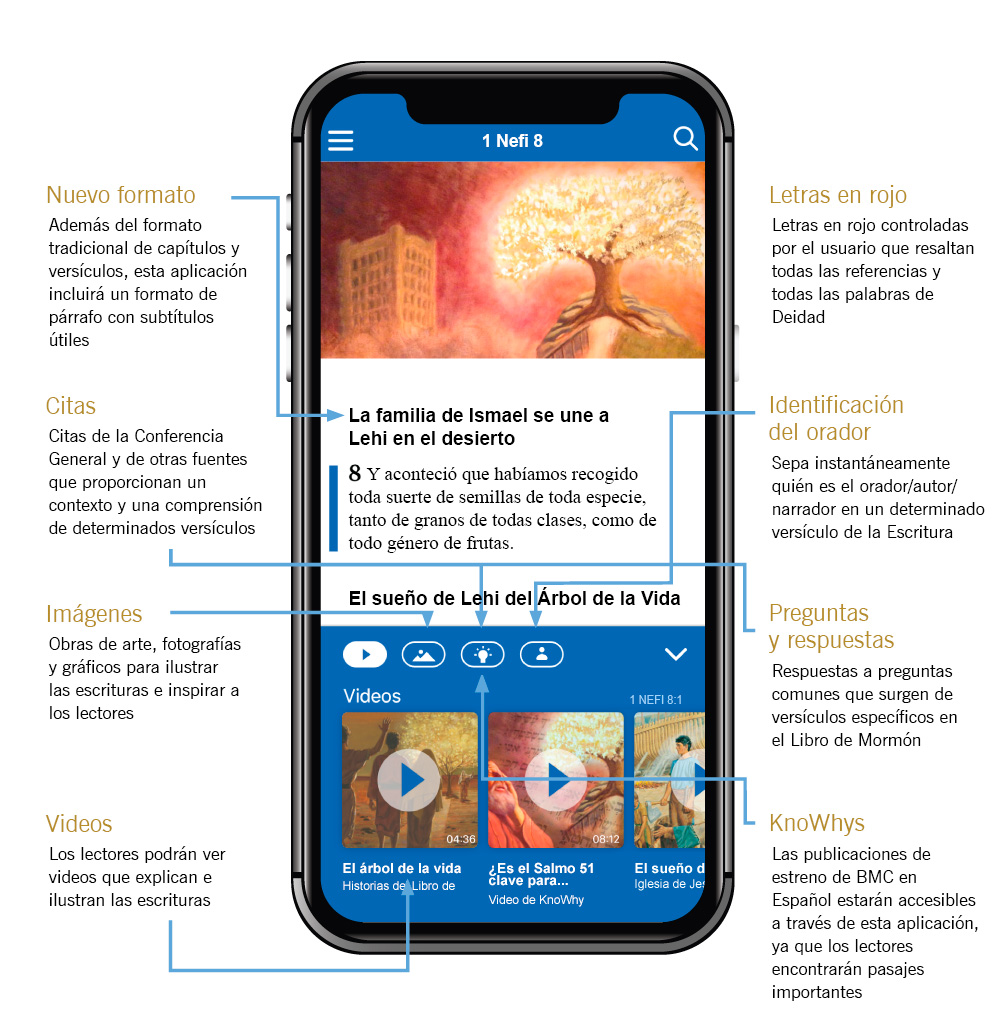 1 Nefi 8
Nuevo formato
Además del formato
tradicional de capítulos y
versículos, esta aplicación
incluirá un formato de
párrafo con subtítulos
útiles
Citas
Citas de la Conferencia
General y de otras fuentes
que proporcionan un
contexto y una comprensión
de determinados versículos
Imágenes
Obras de arte, fotografías
y gráficos para ilustrar
las escrituras e inspirar a
los lectores
Videos
Los lectores podrán ver
videos que explican e
ilustran las escrituras
La familia de Ismael se une a
Lehi en el desierto
8 Y aconteció que habíamos recogido
toda suerte de semillas de toda especie,
tanto de granos de todas clases, como de
todo género de frutas.
El sueño de Lehi del Árbol de la Vida
Videos
1 NEFI 8:1
04:36
08:12
El árbol de la vida
Historias del Libro de
¿Es el Salmo 51
clave para...
Video de KnoWhy
El sueño d
Iglesia de Jes
Letras en rojo
Letras en rojo controladas
por el usuario que resaltan
todas las referencias y
todas las palabras de
Deidad
Identificación
del orador
Sepa instantáneamente
quién es el orador/autor/
narrador en un determinado
versículo de la Escritura
Preguntas
y respuestas
Respuestas a preguntas
comunes que surgen de
versículos específicos en
el Libro de Mormón
KnoWhys
Las publicaciones de
estreno de BMC en
Español estarán accesibles
a través de esta aplicación,
ya que los lectores
encontrarán pasajes
importantes